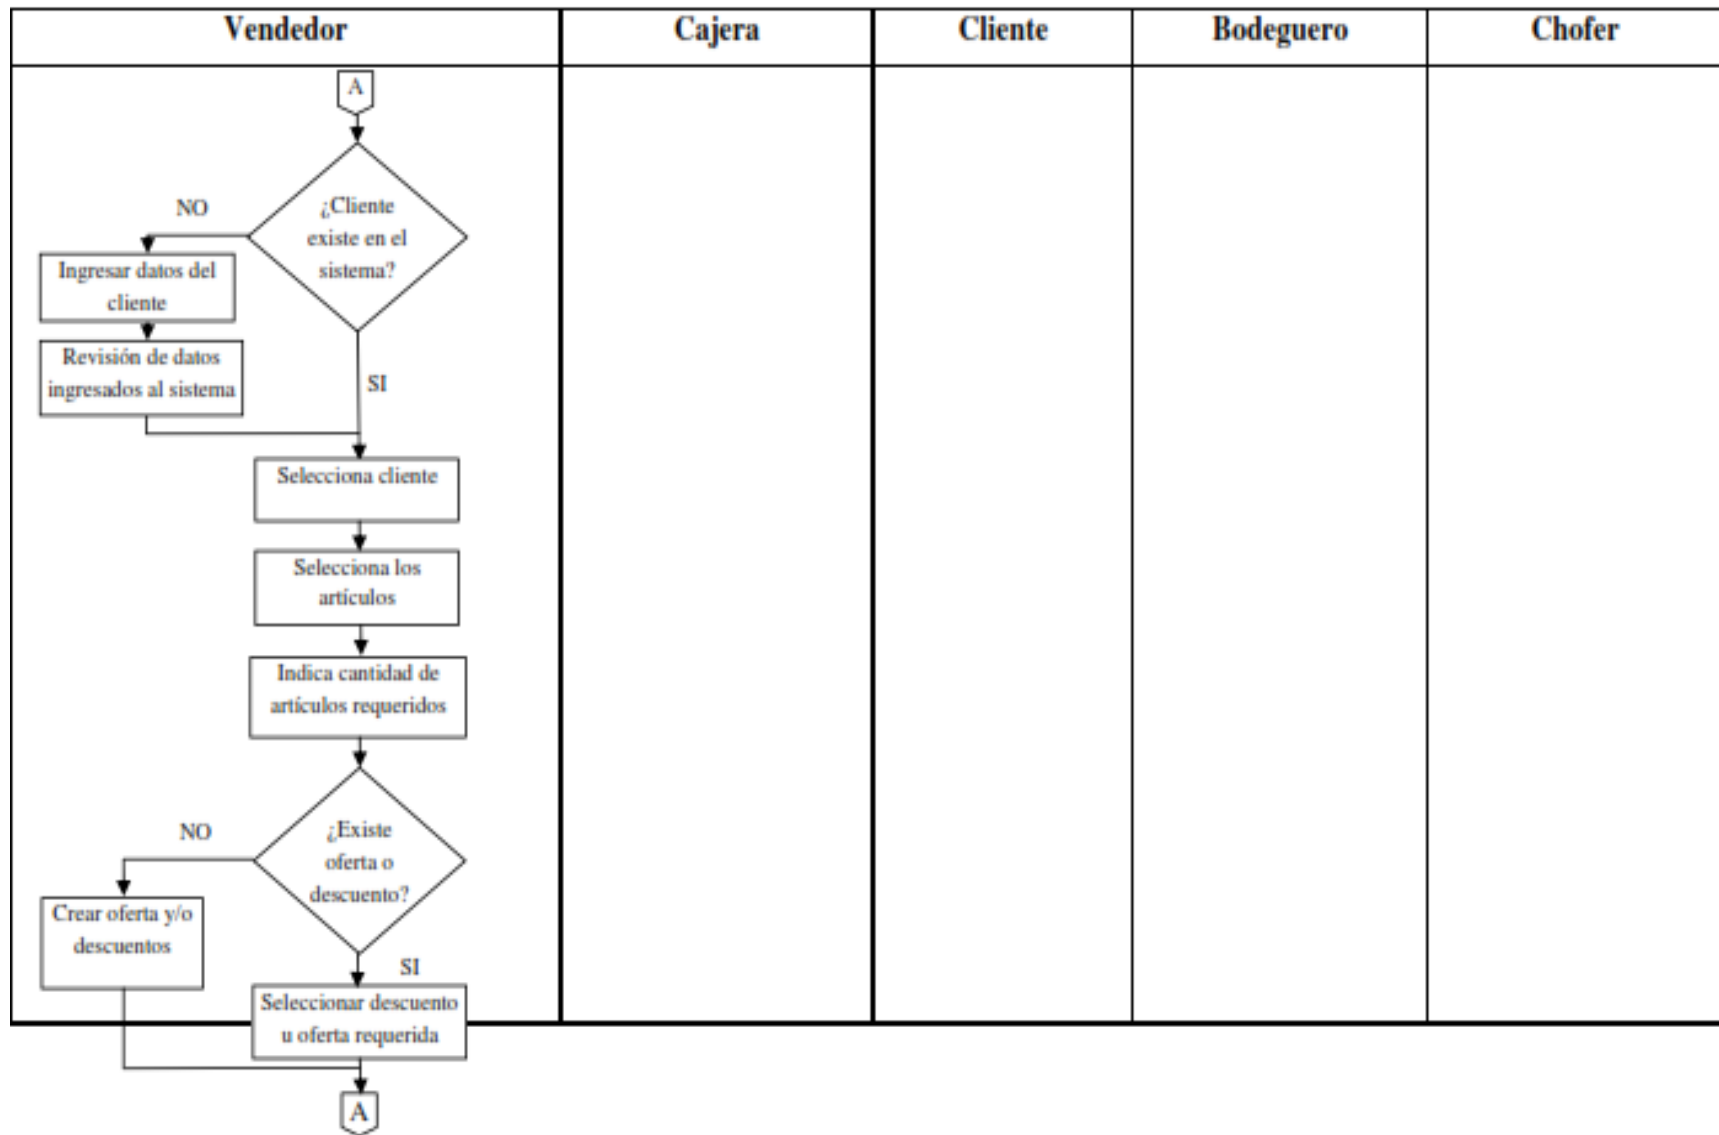 Vendedor
Cajera
Cliente
Bodeguero
Chofer
A
¿Cliente
existe en el
sistema?
NO
Ingresar datos del
cliente
Revisión de datos
ingresados al sistema
SI
Selecciona cliente
Selecciona los
artículos
Indica cantidad de
artículos requeridos
¿Existe
oferta o
descuento?
NO
Crear oferta y/o
descuentos
SI
Seleccionar descuento
u oferta requerida
A